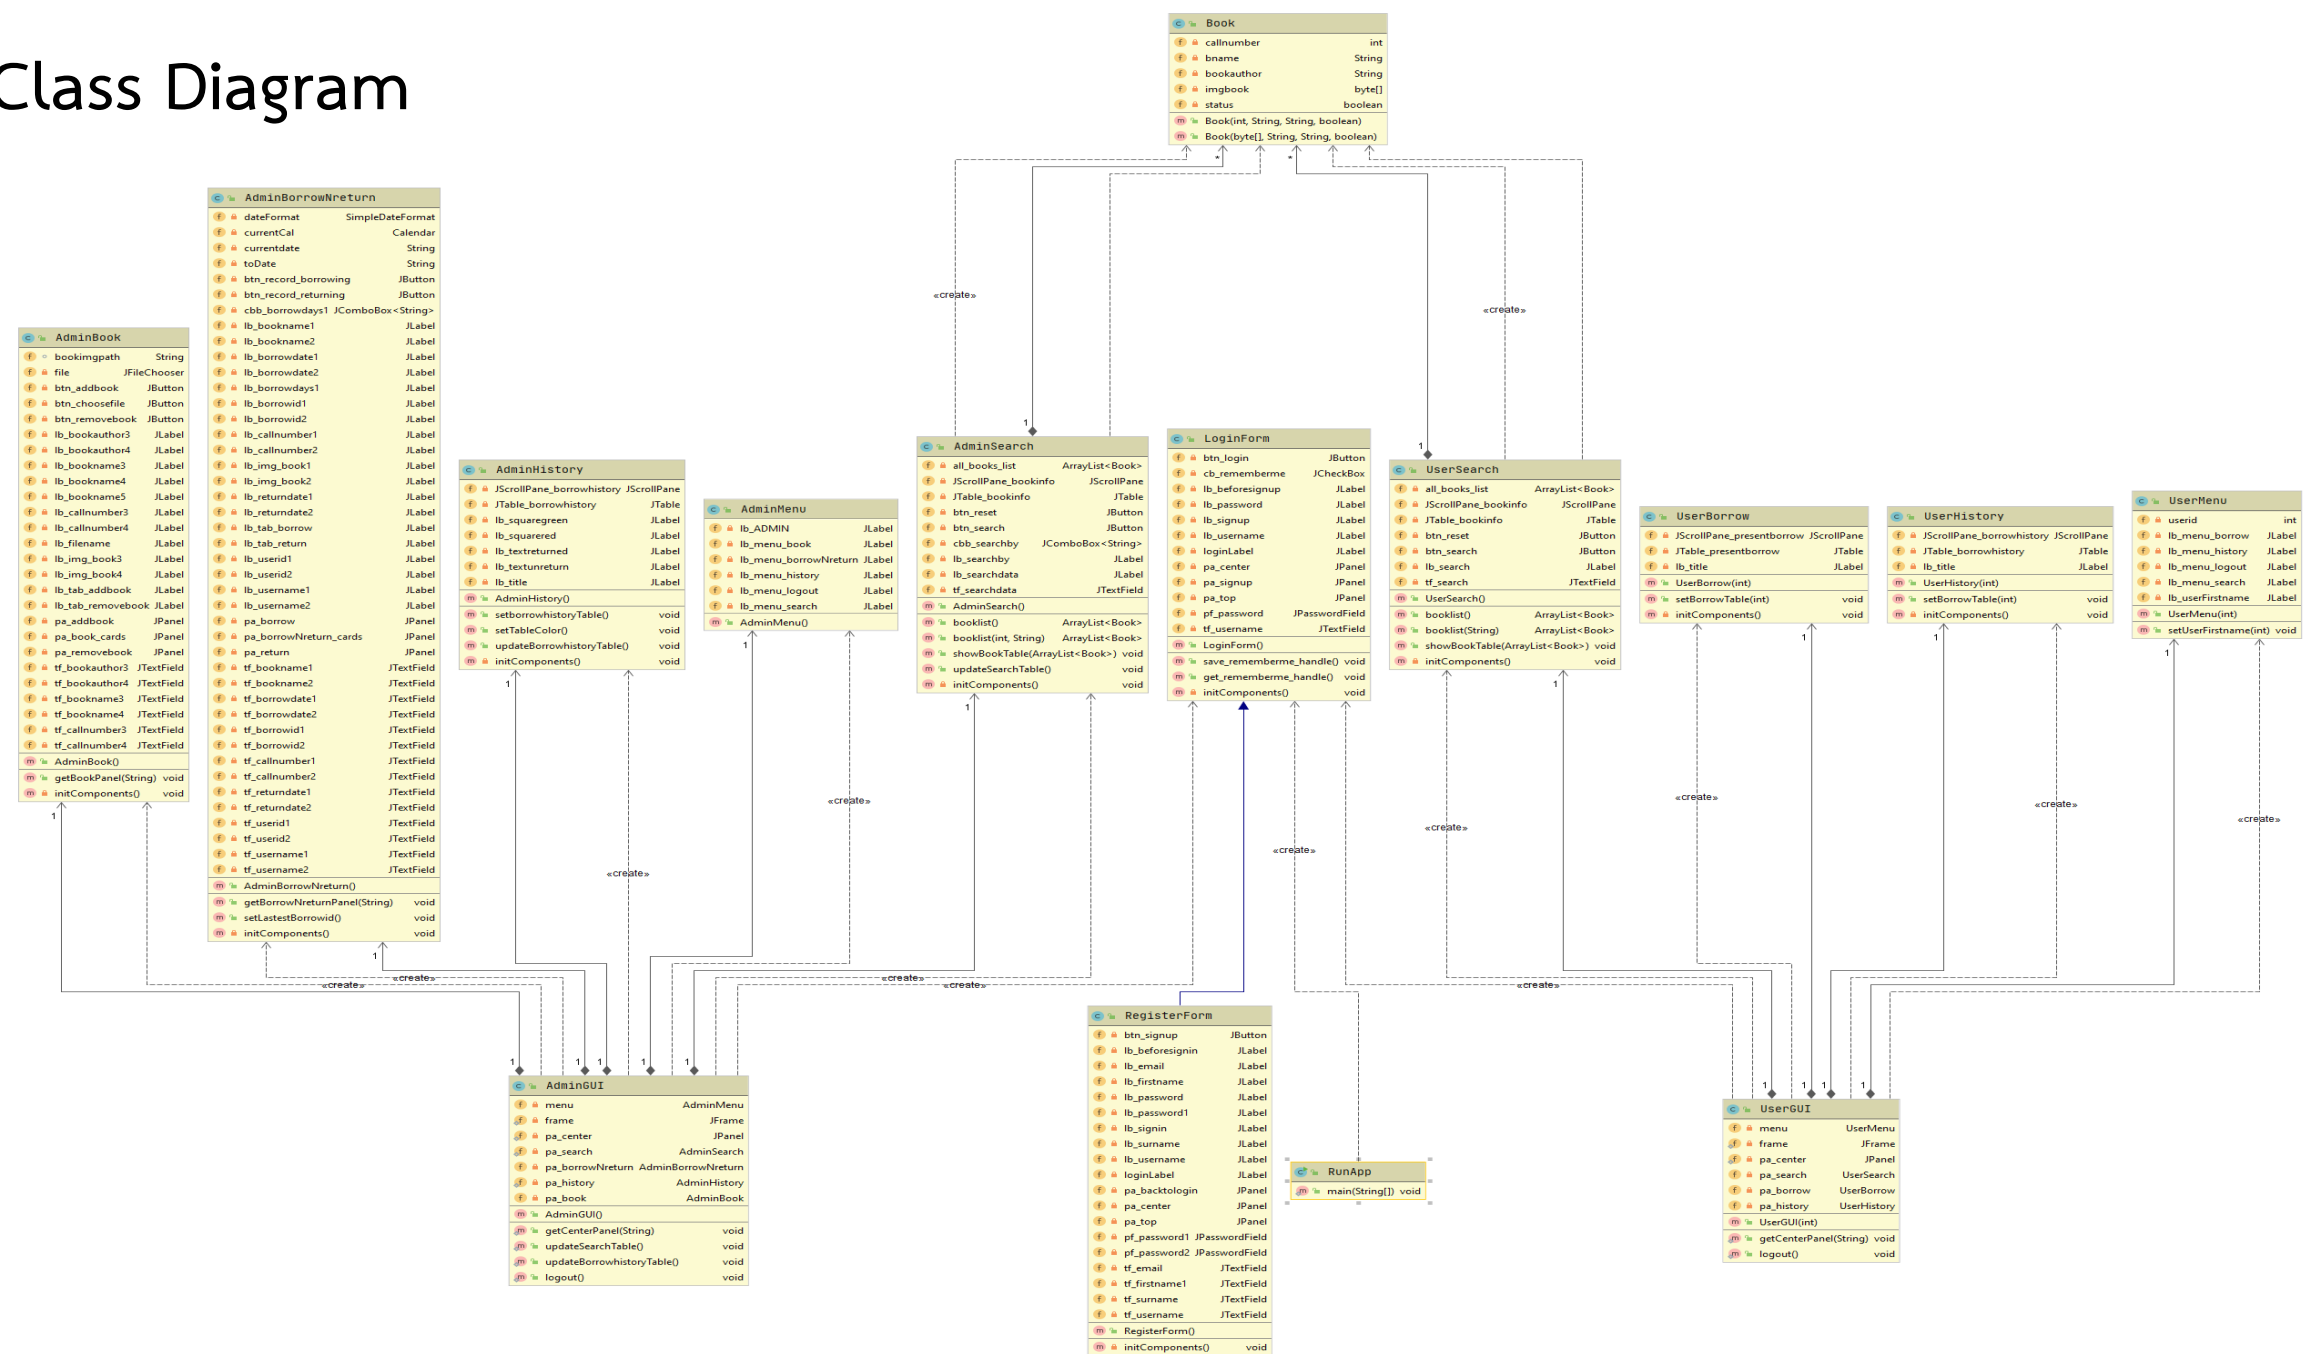 Class Diagram
Book
callnumber int
bname String
bookauthor String
imgbook byte[]
status boolean
Book(int, String, String, boolean)
Book(byte[], String, String, boolean)
* *
«create» «create»
1 1
AdminBorrowNreturn
dateFormat SimpleDateFormat
currentCal Calendar
currentdate String
toDate String
btn_record_borrowing JButton
btn_record_returning JButton
cbb_borrowdays1 JComboBox<String>
lb_bookname1 JLabel
lb_bookname2 JLabel
lb_borrowdate1 JLabel
lb_borrowdate2 JLabel
lb_borrowdays1 JLabel
lb_borrowid1 JLabel
lb_borrowid2 JLabel
lb_callnumber1 JLabel
lb_callnumber2 JLabel
lb_img_book1 JLabel
lb_img_book2 JLabel
lb_returndate1 JLabel
lb_returndate2 JLabel
lb_tab_borrow JLabel
lb_tab_return JLabel
lb_userid1 JLabel
lb_userid2 JLabel
lb_username1 JLabel
lb_username2 JLabel
pa_borrow JPanel
pa_borrowNreturn_cards JPanel
pa_return JPanel
tf_bookname1 JTextField
tf_bookname2 JTextField
tf_borrowdate1 JTextField
tf_borrowdate2 JTextField
tf_borrowid1 JTextField
tf_borrowid2 JTextField
tf_callnumber1 JTextField
tf_callnumber2 JTextField
tf_returndate1 JTextField
tf_returndate2 JTextField
tf_userid1 JTextField
tf_userid2 JTextField
tf_username1 JTextField
tf_username2 JTextField
AdminBorrowNreturn()
getBorrowNreturnPanel(String) void
setLastestBorrowid() void
initComponents() void
AdminBook
bookimgpath String
file JFileChooser
btn_addbook JButton
btn_choosefile JButton
btn_removebook JButton
lb_bookauthor3 JLabel
lb_bookauthor4 JLabel
lb_bookname3 JLabel
lb_bookname4 JLabel
lb_bookname5 JLabel
lb_callnumber3 JLabel
lb_callnumber4 JLabel
lb_filename JLabel
lb_img_book3 JLabel
lb_img_book4 JLabel
lb_tab_addbook JLabel
lb_tab_removebook JLabel
pa_addbook JPanel
pa_book_cards JPanel
pa_removebook JPanel
tf_bookauthor3 JTextField
tf_bookauthor4 JTextField
tf_bookname3 JTextField
tf_bookname4 JTextField
tf_callnumber3 JTextField
tf_callnumber4 JTextField
AdminBook()
getBookPanel(String) void
initComponents() void
AdminHistory
JScrollPane_borrowhistory JScrollPane
JTable_borrowhistory JTable
lb_squaregreen JLabel
lb_squarered JLabel
lb_textreturned JLabel
lb_textunreturn JLabel
lb_title JLabel
AdminHistory()
setborrowhistoryTable() void
setTableColor() void
updateBorrowhistoryTable() void
initComponents() void
AdminMenu
lb_ADMIN JLabel
lb_menu_book JLabel
lb_menu_borrowNreturn JLabel
lb_menu_history JLabel
lb_menu_logout JLabel
lb_menu_search JLabel
AdminMenu()
AdminSearch
all_books_list ArrayList<Book>
JScrollPane_bookinfo JScrollPane
JTable_bookinfo JTable
btn_reset JButton
btn_search JButton
cbb_searchby JComboBox<String>
lb_searchby JLabel
lb_searchdata JLabel
tf_searchdata JTextField
AdminSearch()
booklist() ArrayList<Book>
booklist(int, String) ArrayList<Book>
showBookTable(ArrayList<Book>) void
updateSearchTable() void
initComponents() void
LoginForm
btn_login JButton
cb_rememberme JCheckBox
lb_beforesignup JLabel
lb_password JLabel
lb_signup JLabel
lb_username JLabel
loginLabel JLabel
pa_center JPanel
pa_signup JPanel
pa_top JPanel
pf_password JPasswordField
tf_username JTextField
LoginForm()
save_rememberme_handle() void
get_rememberme_handle() void
initComponents() void
UserSearch
all_books_list ArrayList<Book>
JScrollPane_bookinfo JScrollPane
JTable_bookinfo JTable
btn_reset JButton
btn_search JButton
lb_search JLabel
tf_search JTextField
UserSearch()
booklist() ArrayList<Book>
booklist(String) ArrayList<Book>
showBookTable(ArrayList<Book>) void
initComponents() void
UserBorrow
JScrollPane_presentborrow JScrollPane
JTable_presentborrow JTable
lb_title JLabel
UserBorrow(int)
setBorrowTable(int) void
initComponents() void
UserHistory
JScrollPane_borrowhistory JScrollPane
JTable_borrowhistory JTable
lb_title JLabel
UserHistory(int)
setBorrowTable(int) void
initComponents() void
UserMenu
userid int
lb_menu_borrow JLabel
lb_menu_history JLabel
lb_menu_logout JLabel
lb_menu_search JLabel
lb_userFirstname JLabel
UserMenu(int)
setUserFirstname(int) void
1 1 1 1 1 1 1 1 1
«create» «create» «create» «create» «create» «create» «create»
«create» «create» «create» «create» «create»
1 1 1 1 1
1 1 1 1
AdminGUI
menu AdminMenu
frame JFrame
pa_center JPanel
pa_search AdminSearch
pa_borrowNreturn AdminBorrowNreturn
pa_history AdminHistory
pa_book AdminBook
AdminGUI()
getCenterPanel(String) void
updateSearchTable() void
updateBorrowhistoryTable() void
logout() void
RegisterForm
btn_signup JButton
lb_beforesignin JLabel
lb_email JLabel
lb_firstname JLabel
lb_password JLabel
lb_password1 JLabel
lb_signin JLabel
lb_surname JLabel
lb_username JLabel
loginLabel JLabel
pa_backtologin JPanel
pa_center JPanel
pa_top JPanel
pf_password1 JPasswordField
pf_password2 JPasswordField
tf_email JTextField
tf_firstname1 JTextField
tf_surname JTextField
tf_username JTextField
RegisterForm()
initComponents() void
RunApp
main(String[]) void
UserGUI
menu UserMenu
frame JFrame
pa_center JPanel
pa_search UserSearch
pa_borrow UserBorrow
pa_history UserHistory
UserGUI(int)
getCenterPanel(String) void
logout() void